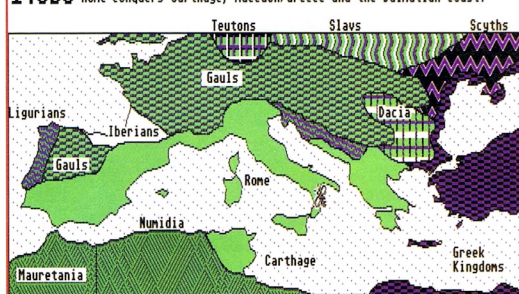 Rome conquers Carthage, Macedon/Greece and the Dalmatian coast.
Teutons
Slavs
Scyths
Gauls
Dacia
Ligurians
Iberians
Gauls
Rome
Numidia
Carthage
Greek
Kingdoms
Mauretania